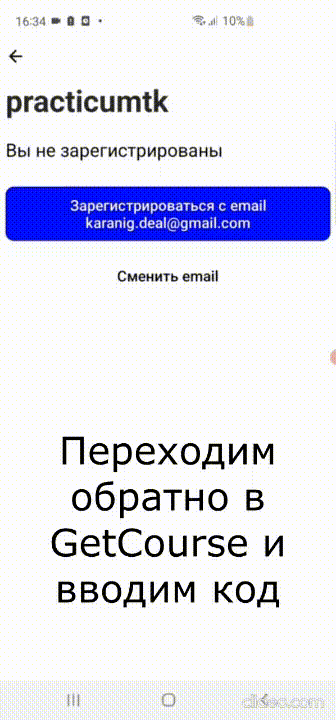 16:34 10%
practicumtk
Вы не зарегистрированы
Зарегистрироваться с email
karanig.deal@gmail.com
Сменить email
Переходим
обратно в
GetCourse и
вводим код
clideo.com